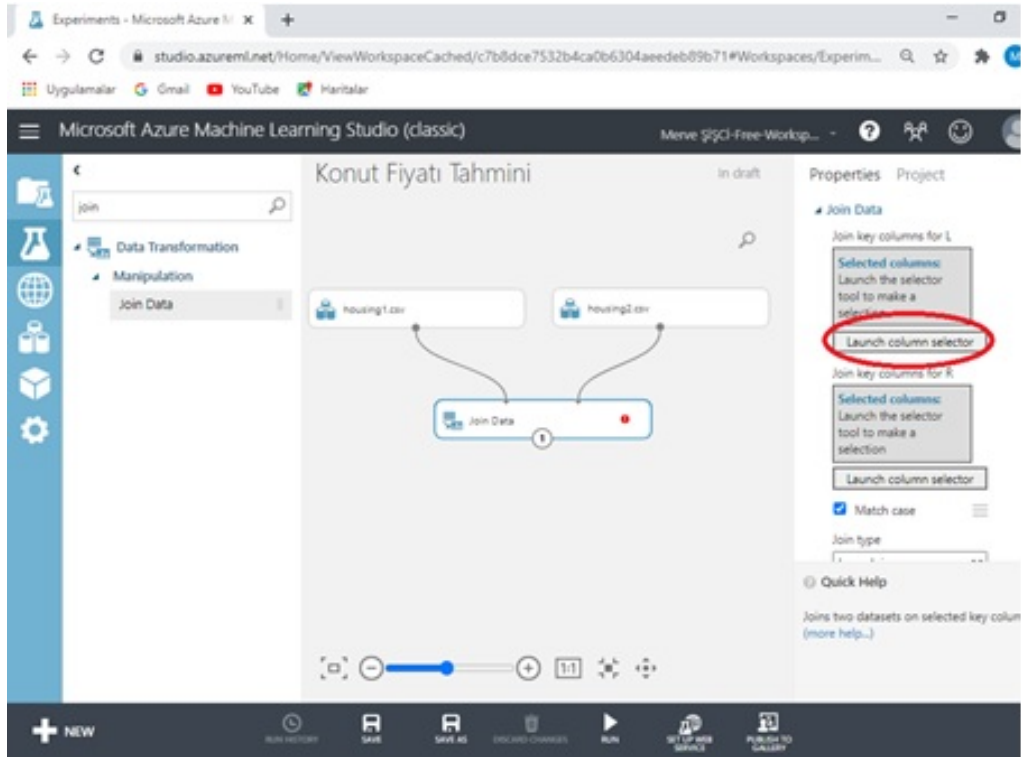 Experiments - Microsoft Azure M
studio.azureml.net/Home/ViewWorkspaceCached/c7b8dce7532b4ca0b6304aeedeb89b71#Workspaces/Experim...
Uygulamalar Gmail YouTube Haritalar
Microsoft Azure Machine Learning Studio (classic)
Merve ŞİŞCİ-Free-Worksp...
join
Data Transformation
Manipulation
Join Data
Konut Fiyatı Tahmini
In draft
housing1.csv
housing2.csv
Join Data
1
Properties Project
Join Data
Join key columns for L
Selected columns:
Launch the selector
tool to make a
selection
Launch column selector
Join key columns for R
Selected columns:
Launch the selector
tool to make a
selection
Launch column selector
Match case
Join type
Quick Help
Joins two datasets on selected key colum
(more help...)
1:1
NEW
RUN HISTORY
SAVE
SAVE AS
DISCARD CHANGES
RUN
SET UP WEB
SERVICE
PUBLISH TO
GALLERY